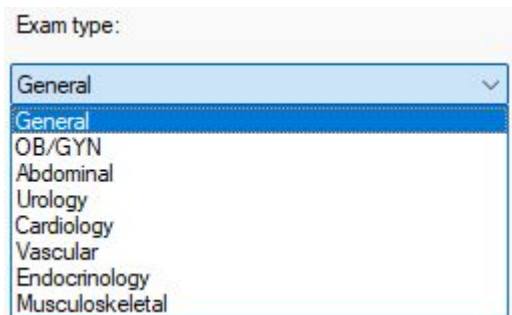 Exam type:
General
General
OB/GYN
Abdominal
Urology
Cardiology
Vascular
Endocrinology
Musculoskeletal